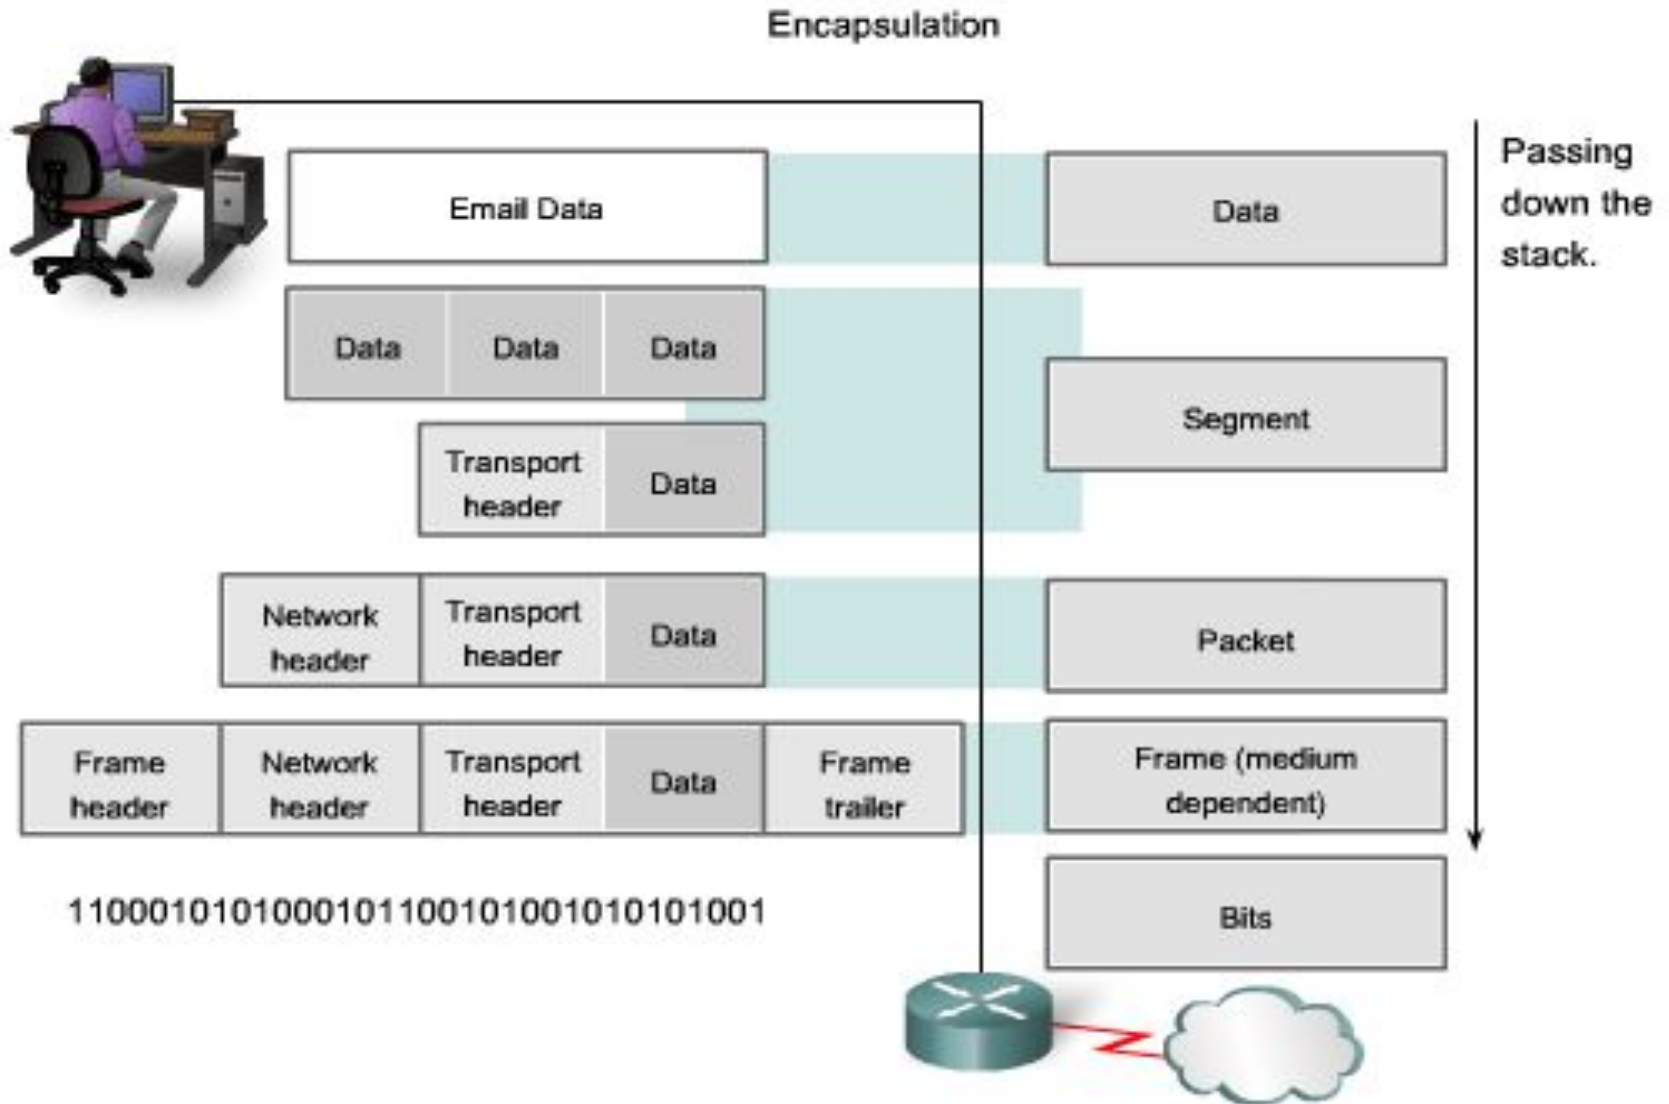 Encapsulation
Passing
down the
stack.
Email Data
Data
Data
Data
Data
Segment
Transport
header
Data
Network
header
Transport
header
Data
Packet
Frame
header
Network
header
Transport
header
Data
Frame
trailer
Frame (medium
dependent)
1100010101000101100101001010101001
Bits